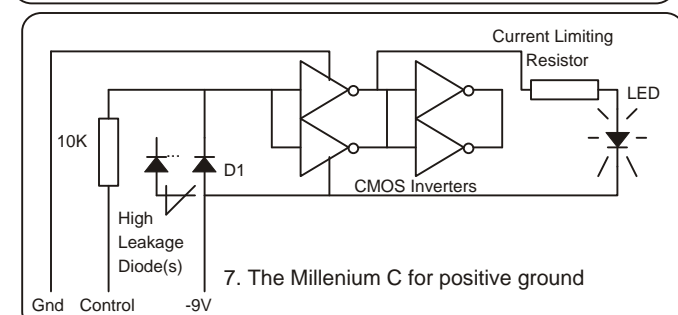 Current Limiting
Resistor
LED
10K
D1
CMOS Inverters
High
Leakage
Diode(s)
7. The Millenium C for positive ground
Gnd Control -9V